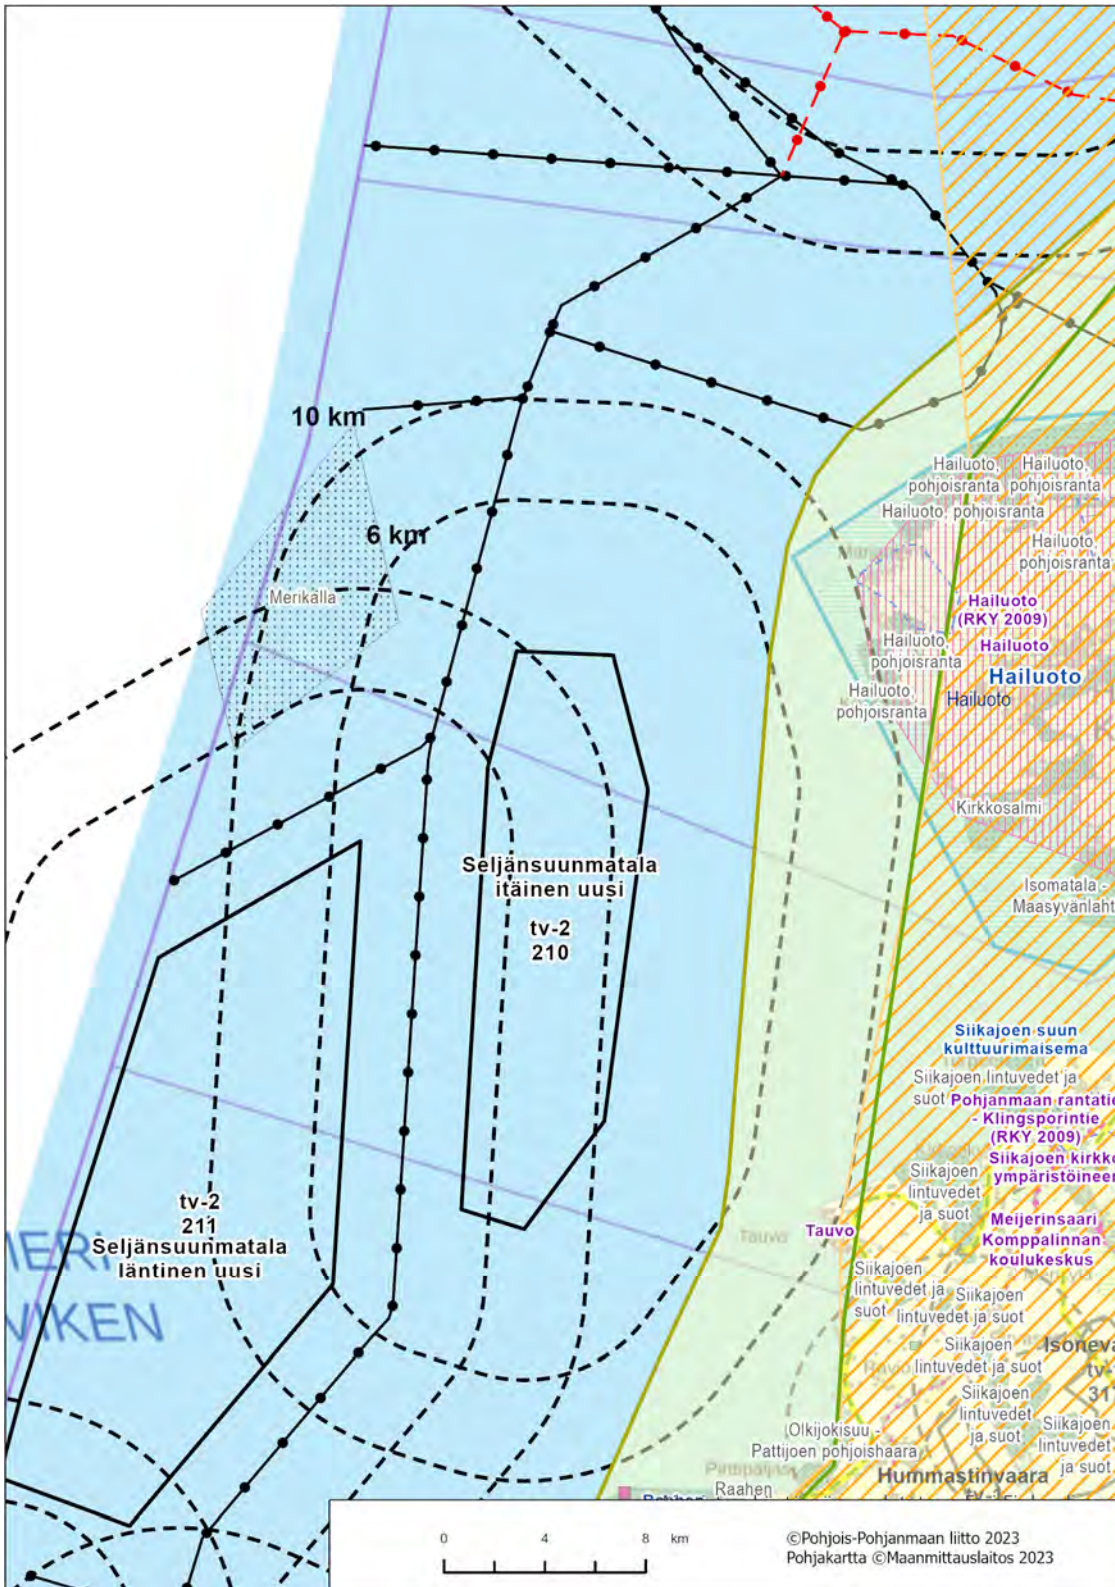 10 km
Hailuoto,
pohjoisranta
Hailuoto,
pohjoisranta
Hailuoto, pohjoisranta
6 km
Hailuoto,
pohjoisranta
Merikalla
Hailuoto
(RKY 2009)
Hailuoto,
pohjoisranta
Hailuoto
Hailuoto
Hailuoto,
pohjoisranta
Hailuoto
Kirkkosalmi
Seljänsuunmatala
itäinen uusi
tv-2
210
Isomatala -
Maasyvänlaht
Siikajoen suun
kulttuurimaisema
Siikajoen lintuvedet ja
suot
Pohjanmaan rantatie
- Klingsporintie
(RKY 2009)
Siikajoen kirkko
ympäristöineen
Siikajoen
lintuvedet
ja suot
tv-2
211
Seljänsuunmatala
läntinen uusi
MERI
VIKEN
Tauvo
Tauvo
Meijerinsaari
Komppalinnan
koulukeskus
Siikajoen
lintuvedet ja
suot
Siikajoen
lintuvedet ja suot
Siikajoen
lintuvedet ja suot
Isoneva
tv-
31
Siikajoen
lintuvedet
ja suot
Siikajoen
lintuvedet
ja suot
Olkijokisuu -
Pattijoen pohjoishaara
Hummastinvaara
Raahen
0 4 8 km
©Pohjois-Pohjanmaan liitto 2023
Pohjakartta ©Maanmittauslaitos 2023